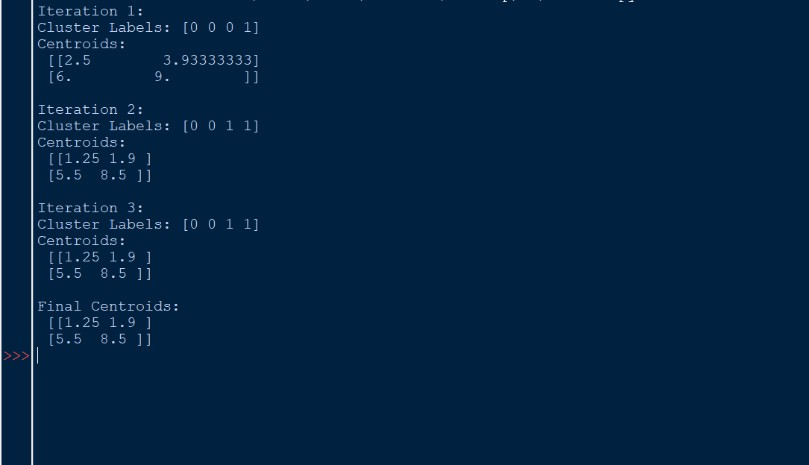 Iteration 1:
Cluster Labels: [0 0 0 1]
Centroids:
 [[2.5        3.93333333]
 [6.         9.        ]]
Iteration 2:
Cluster Labels: [0 0 1 1]
Centroids:
 [[1.25 1.9 ]
 [5.5  8.5 ]]
Iteration 3:
Cluster Labels: [0 0 1 1]
Centroids:
 [[1.25 1.9 ]
 [5.5  8.5 ]]
Final Centroids:
 [[1.25 1.9 ]
 [5.5  8.5 ]]
>>>